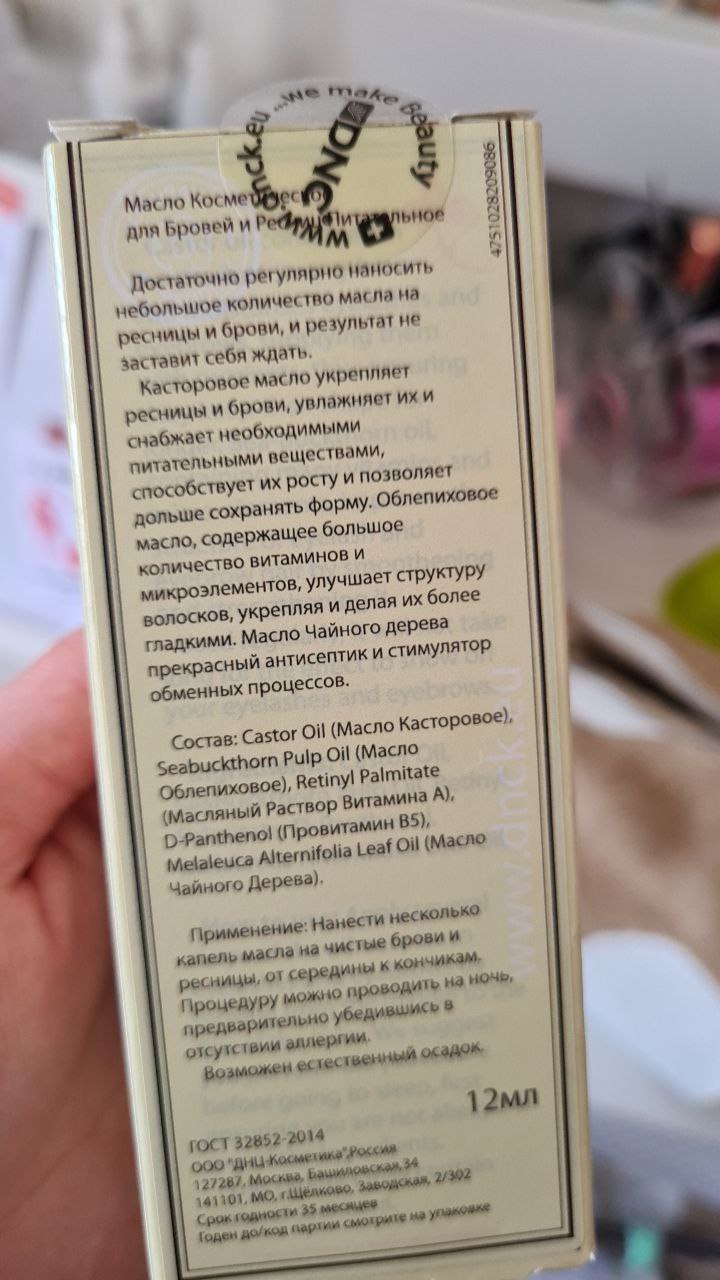 ...We make Beauty
DNC
www.dnck.eu
4751028209086
Масло Косметическое
для Бровей и Ресниц Питательное
Достаточно регулярно наносить
небольшое количество масла на
ресницы и брови, и результат не
заставит себя ждать.
Касторовое масло укрепляет
ресницы и брови, увлажняет их и
снабжает необходимыми
питательными веществами,
способствует их росту и позволяет
дольше сохранять форму. Облепиховое
масло, содержащее большое
количество витаминов и
микроэлементов, улучшает структуру
волосков, укрепляя и делая их более
гладкими. Масло Чайного дерева
прекрасный антисептик и стимулятор
обменных процессов.
Состав: Castor Oil (Масло Касторовое),
Seabuckthorn Pulp Oil (Масло
Облепиховое), Retinyl Palmitate
(Масляный Раствор Витамина А),
D-Panthenol (Провитамин В5),
Melaleuca Alternifolia Leaf Oil (Масло
Чайного Дерева).
Применение: Нанести несколько
капель масла на чистые брови и
ресницы, от середины к кончикам.
Процедуру можно проводить на ночь,
предварительно убедившись в
отсутствии аллергии.
Возможен естественный осадок.
12мл
www.dnck.eu
ГОСТ 32852-2014
ООО "ДНЦ-Косметика",Россия
127287, Москва, Башиловская,34
141101, МО, г.Щёлково, Заводская, 2/302
Срок годности 35 месяцев
Годен до/код партии смотрите на упаковке